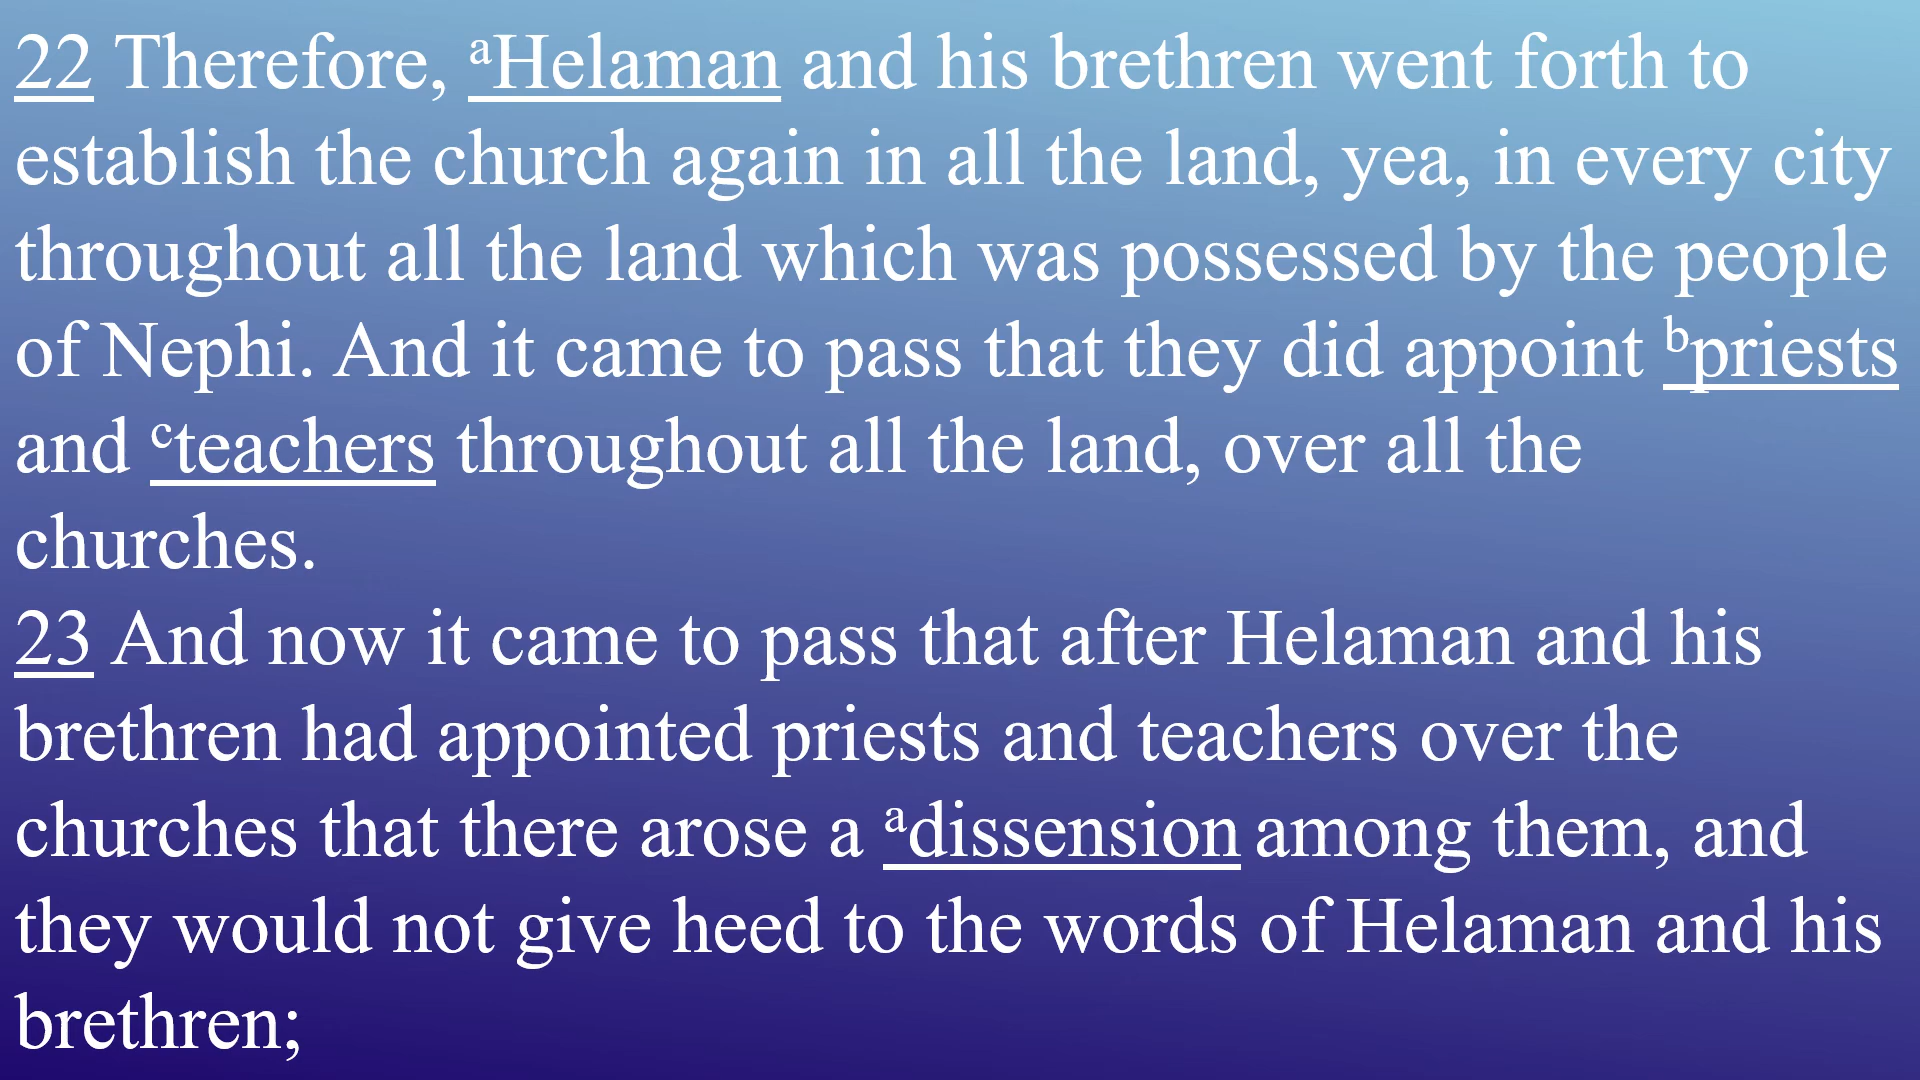 22 Therefore, aHelaman and his brethren went forth to
establish the church again in all the land, yea, in every city
throughout all the land which was possessed by the people
of Nephi. And it came to pass that they did appoint bpriests
and cteachers throughout all the land, over all the
churches.
23 And now it came to pass that after Helaman and his
brethren had appointed priests and teachers over the
churches that there arose a adissension among them, and
they would not give heed to the words of Helaman and his
brethren;